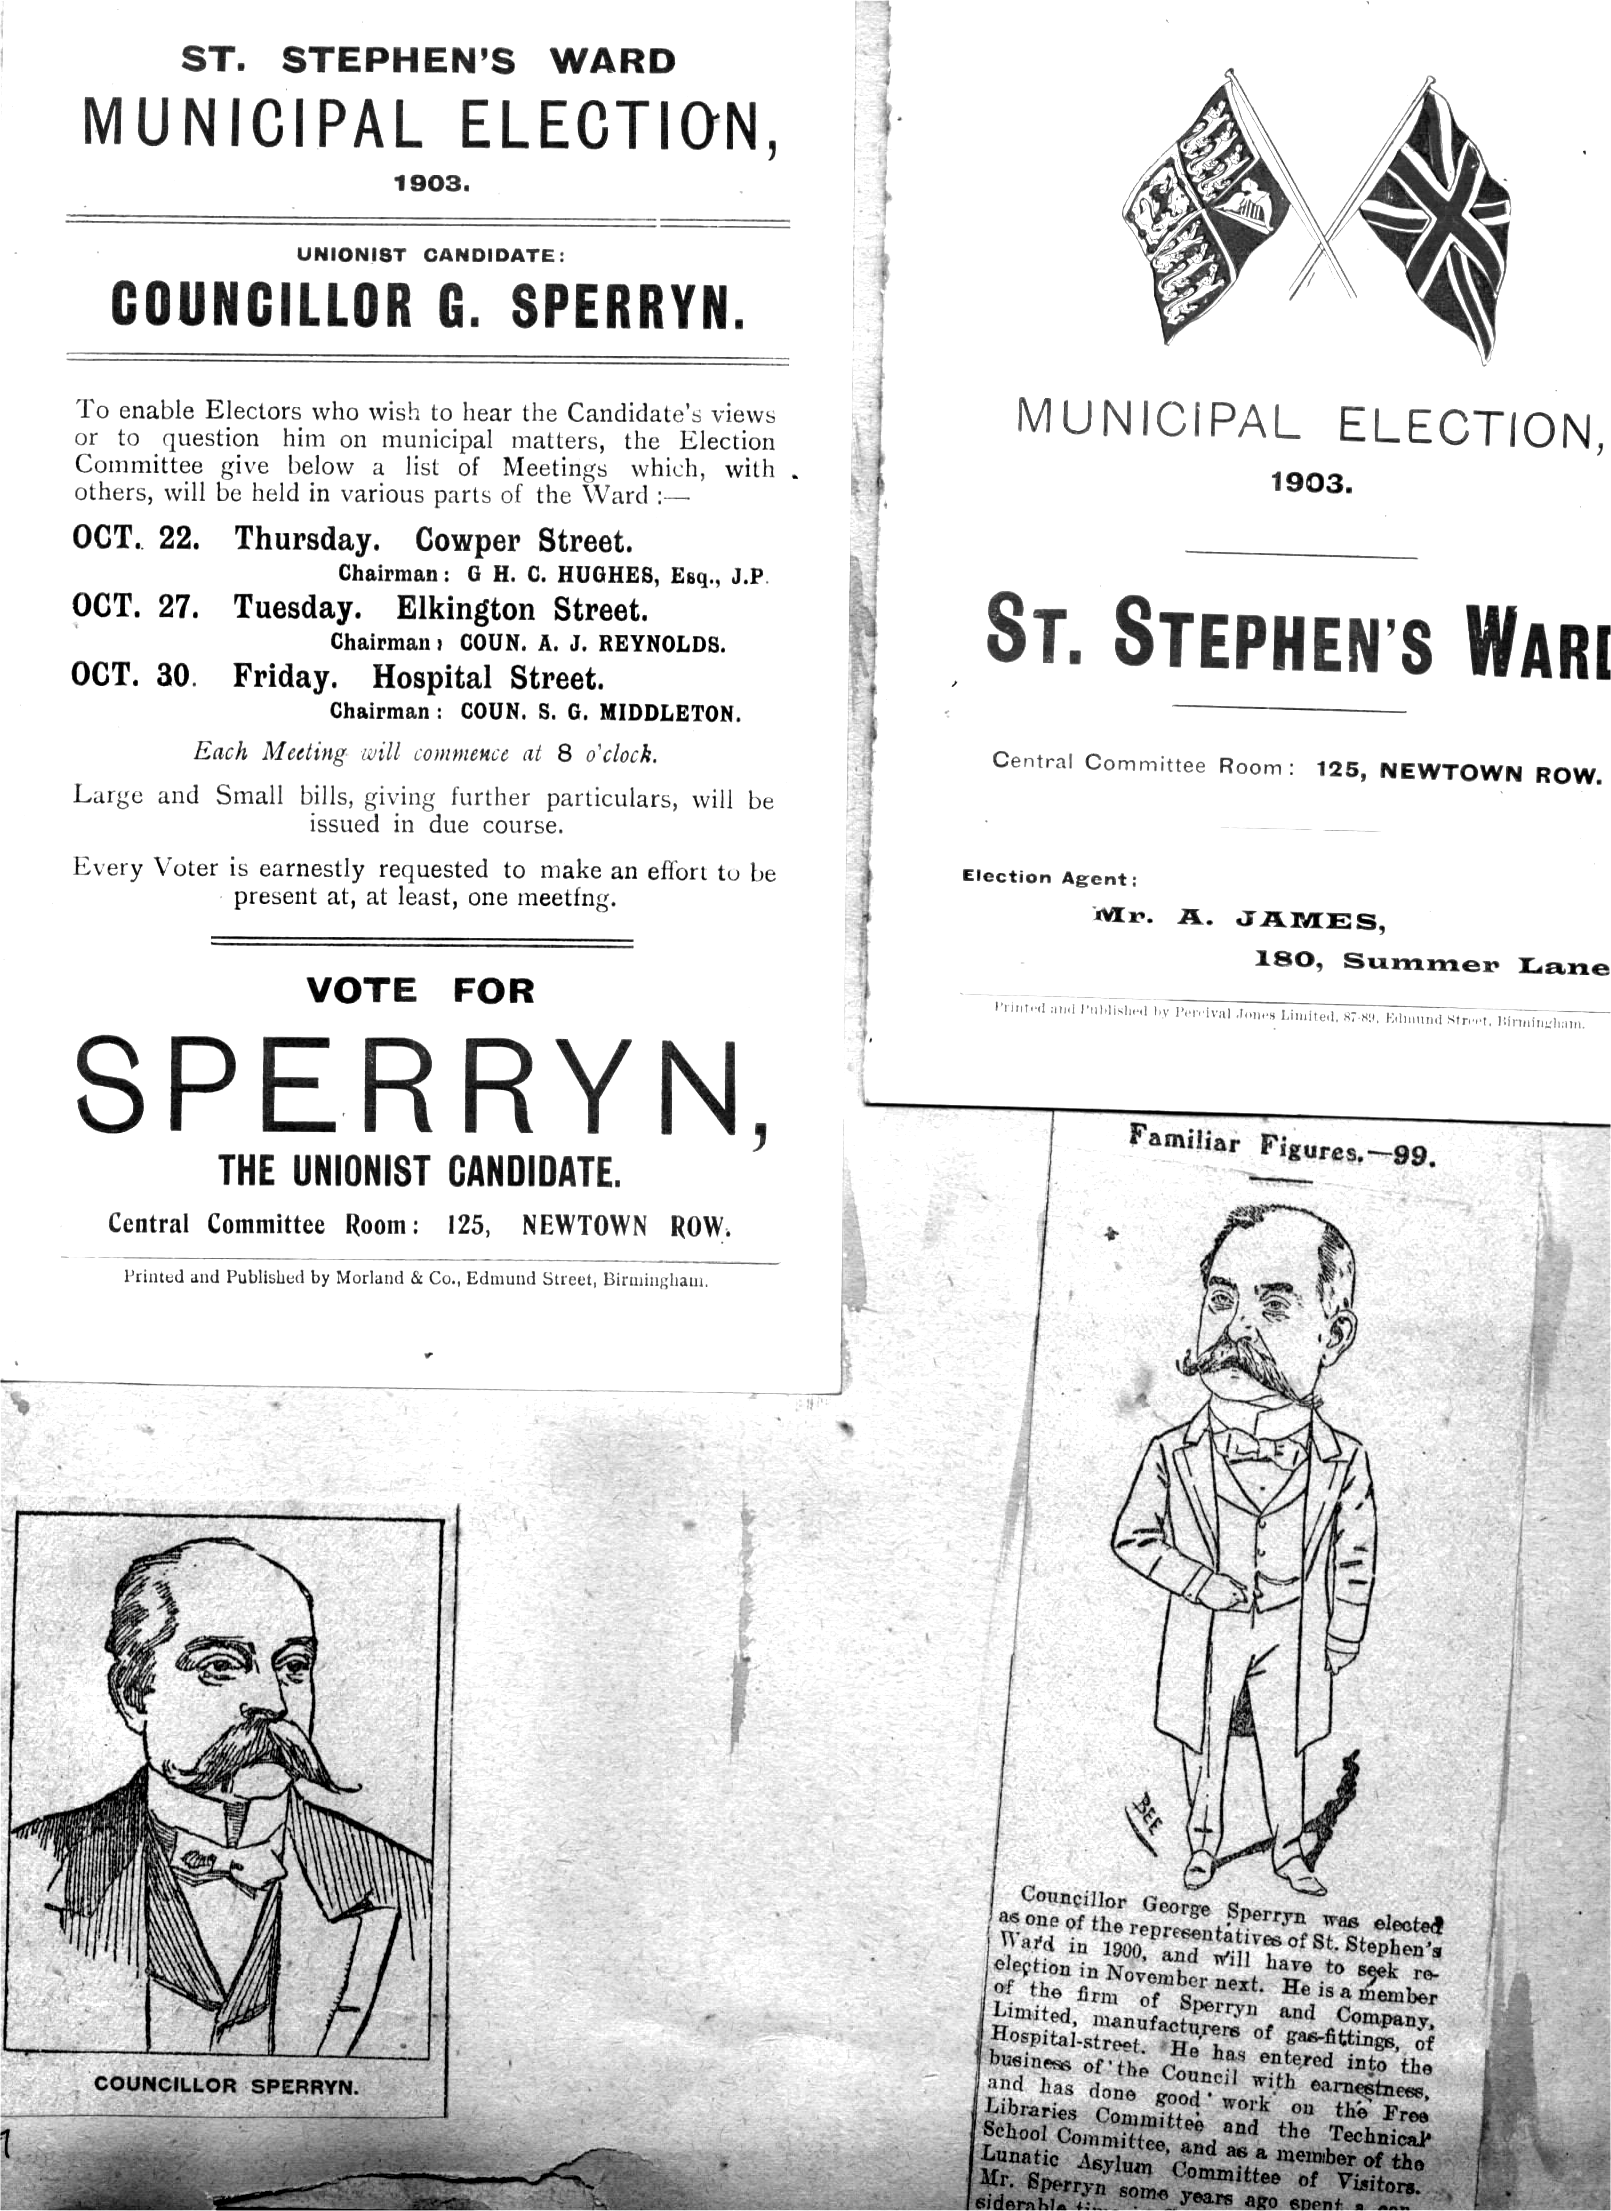 ST. STEPHEN'S WARD
MUNICIPAL ELECTION,
1903.
UNIONIST CANDIDATE:
COUNCILLOR G. SPERRYN.
To enable Electors who wish to hear the Candidate's views
or to question him on municipal matters, the Election
Committee give below a list of Meetings which, with
others, will be held in various parts of the Ward :—
OCT. 22. Thursday. Cowper Street.
Chairman: G H. C. HUGHES, Esq., J.P.
OCT. 27. Tuesday. Elkington Street.
Chairman: COUN. A. J. REYNOLDS.
OCT. 30. Friday. Hospital Street.
Chairman: COUN. S. G. MIDDLETON.
Each Meeting will commence at 8 o'clock.
Large and Small bills, giving further particulars, will be
issued in due course.
Every Voter is earnestly requested to make an effort to be
present at, at least, one meeting.
VOTE FOR
SPERRYN,
THE UNIONIST CANDIDATE.
Central Committee Room: 125, NEWTOWN ROW.
Printed and Published by Morland & Co., Edmund Street, Birmingham.
MUNICIPAL ELECTION,
1903.
ST. STEPHEN'S WARD
Central Committee Room: 125, NEWTOWN ROW.
Election Agent:
Mr. A. JAMES,
180, Summer Lane
Printed and Published by Percival Jones Limited, 87-89, Edmund Street, Birmingham.
COUNCILLOR SPERRYN.
Familiar Figures.—99.
BEE
Councillor George Sperryn was elected
as one of the representatives of St. Stephen's
Ward in 1900, and will have to seek re-
election in November next. He is a member
of the firm of Sperryn and Company,
Limited, manufacturers of gas-fittings, of
Hospital-street. He has entered into the
business of the Council with earnestness,
and has done good work on the Free
Libraries Committee and the Technical
School Committee, and as a member of the
Lunatic Asylum Committee of Visitors.
Mr. Sperryn some years ago spent a con-
siderable time